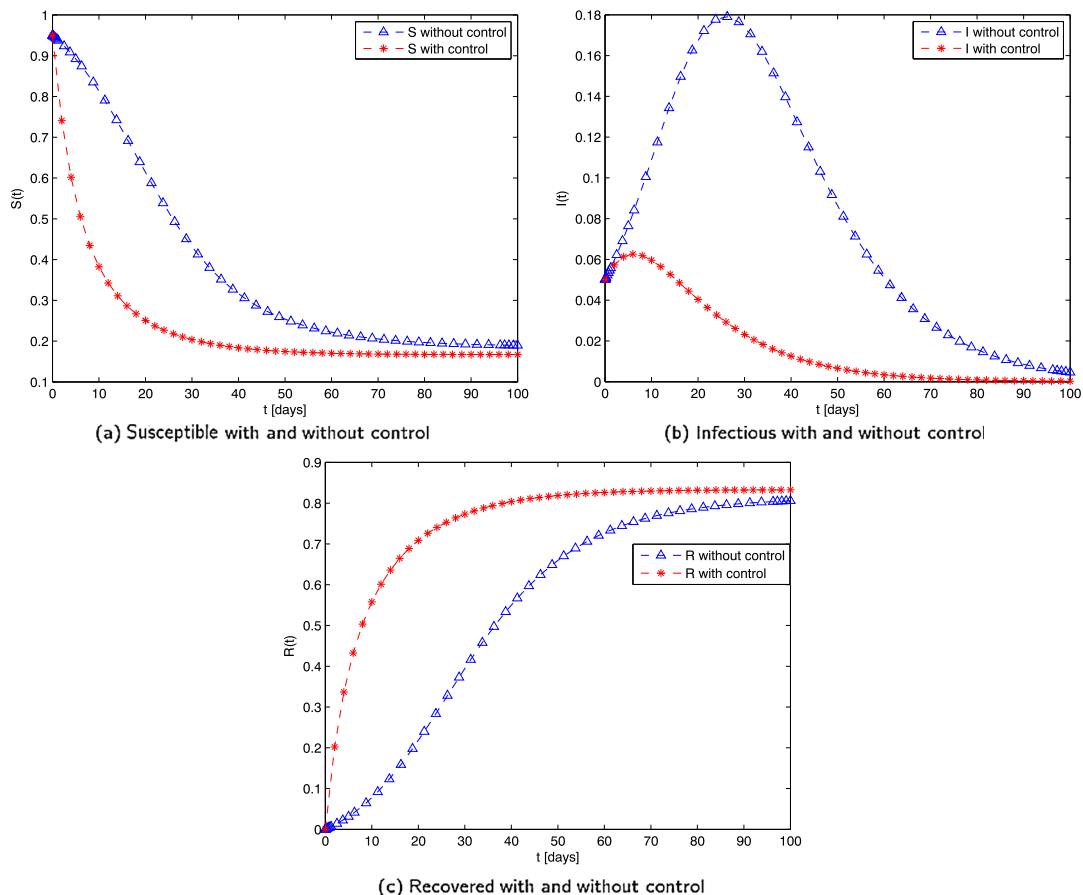 S without control
S with control
1
0.9
0.8
0.7
0.6
0.5
0.4
0.3
0.2
0.1
S(t)
0 10 20 30 40 50 60 70 80 90 100
t [days]
(a) Susceptible with and without control
I without control
I with control
0.18
0.16
0.14
0.12
0.1
0.08
0.06
0.04
0.02
0
I(t)
0 10 20 30 40 50 60 70 80 90 100
t [days]
(b) Infectious with and without control
R without control
R with control
0.9
0.8
0.7
0.6
0.5
0.4
0.3
0.2
0.1
0
R(t)
0 10 20 30 40 50 60 70 80 90 100
t [days]
(c) Recovered with and without control